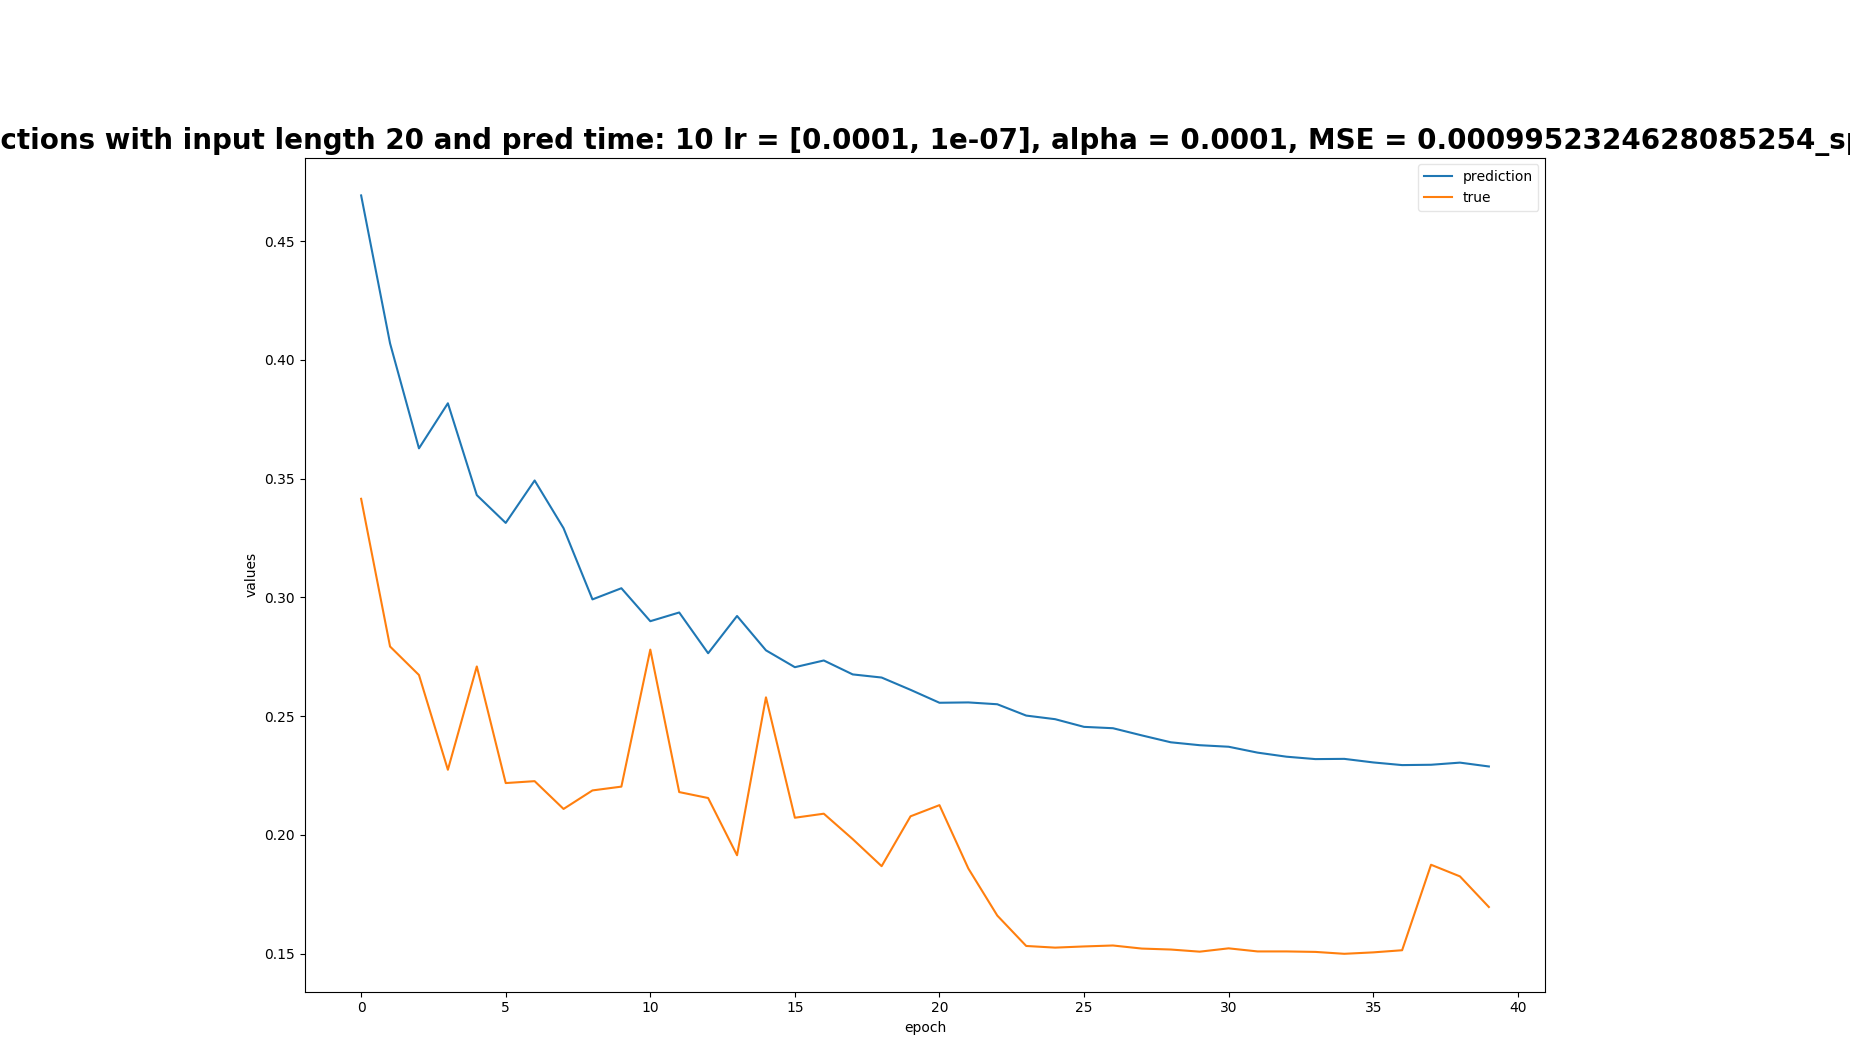 ctions with input length 20 and pred time: 10 lr = [0.0001, 1e-07], alpha = 0.0001, MSE = 0.0009952324628085254_sp
prediction
true
0.45
0.40
0.35
0.30
0.25
0.20
0.15
values
0 5 10 15 20 25 30 35 40
epoch